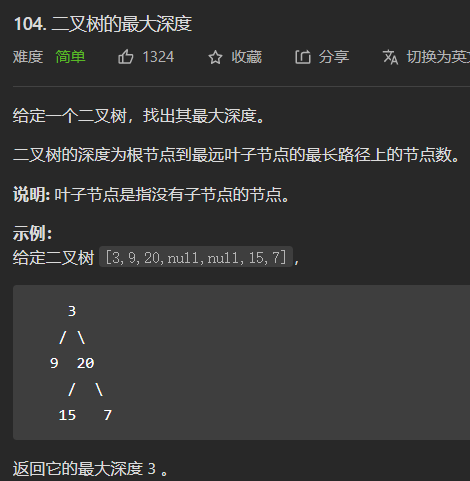 104. 二叉树的最大深度
难度 简单 1324 收藏 分享 切换为英文
给定一个二叉树，找出其最大深度。
二叉树的深度为根节点到最远叶子节点的最长路径上的节点数。
说明: 叶子节点是指没有子节点的节点。
示例：
给定二叉树 [3,9,20,null,null,15,7]，
3
/ \
9 20
/ \
15 7
返回它的最大深度 3 。